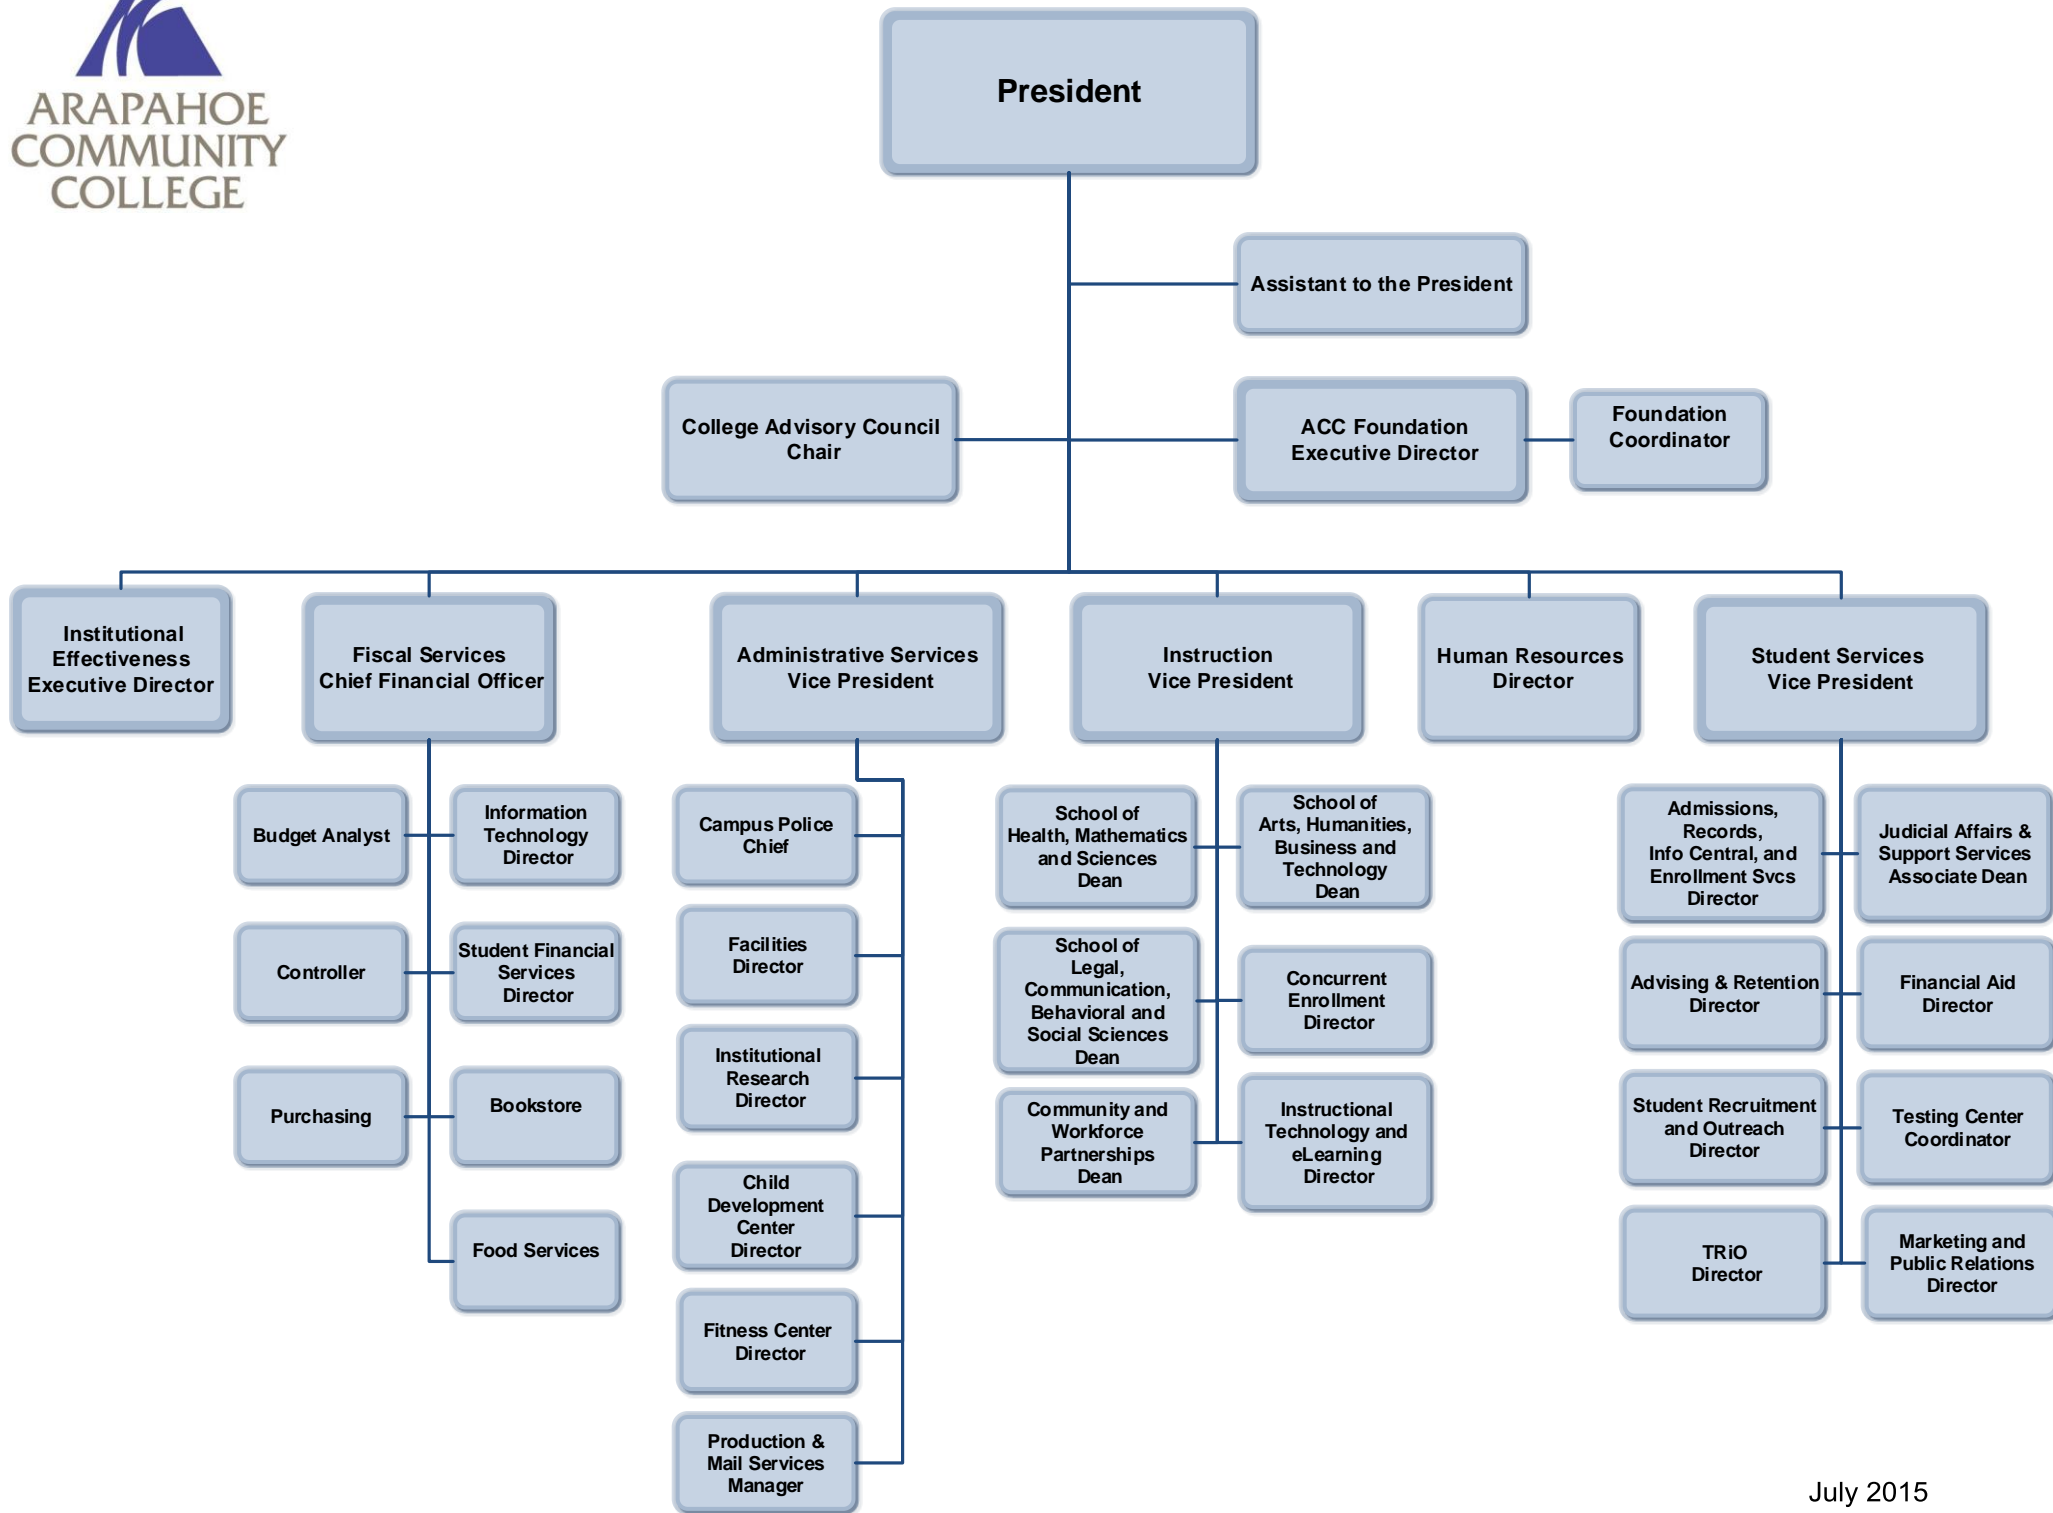 ARAPAHOE
COMMUNITY
COLLEGE
President
Assistant to the President
College Advisory Council
Chair
ACC Foundation
Executive Director
Foundation
Coordinator
Institutional
Effectiveness
Executive Director
Fiscal Services
Chief Financial Officer
Administrative Services
Vice President
Instruction
Vice President
Human Resources
Director
Student Services
Vice President
Budget Analyst
Information
Technology
Director
Controller
Student Financial
Services
Director
Purchasing
Bookstore
Food Services
Campus Police
Chief
Facilities
Director
Institutional
Research
Director
Child
Development
Center
Director
Fitness Center
Director
Production &
Mail Services
Manager
School of
Health, Mathematics
and Sciences
Dean
School of
Arts, Humanities,
Business and
Technology
Dean
School of
Legal,
Communication,
Behavioral and
Social Sciences
Dean
Concurrent
Enrollment
Director
Community and
Workforce
Partnerships
Dean
Instructional
Technology and
eLearning
Director
Admissions,
Records,
Info Central, and
Enrollment Svcs
Director
Judicial Affairs &
Support Services
Associate Dean
Advising & Retention
Director
Financial Aid
Director
Student Recruitment
and Outreach
Director
Testing Center
Coordinator
TRiO
Director
Marketing and
Public Relations
Director
July 2015